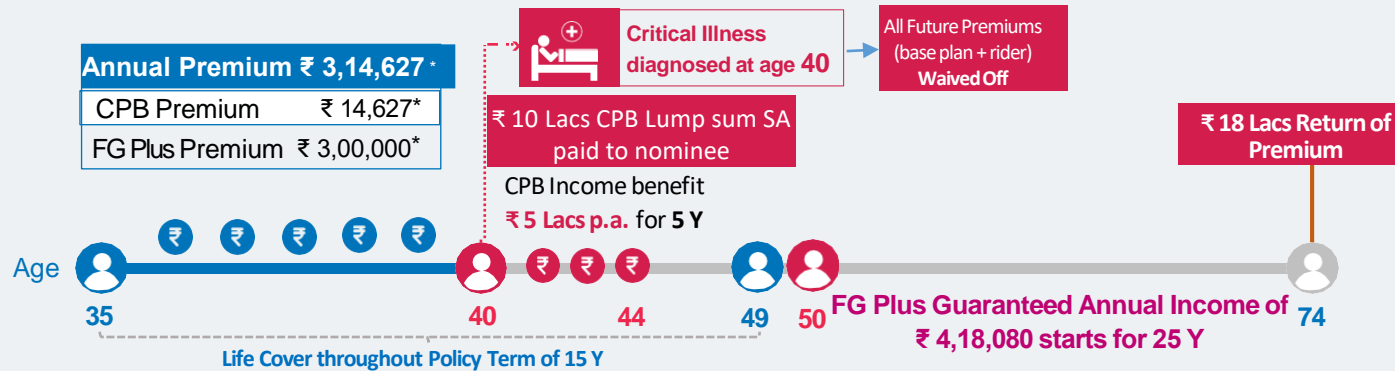 Annual Premium ₹ 3,14,627 *
CPB Premium ₹ 14,627*
FG Plus Premium ₹ 3,00,000*
Critical Illness
diagnosed at age 40
All Future Premiums
(base plan + rider)
Waived Off
₹ 10 Lacs CPB Lump sum SA
paid to nominee
CPB Income benefit
₹ 5 Lacs p.a. for 5 Y
₹ 18 Lacs Return of
Premium
₹ ₹ ₹ ₹ ₹
Age
₹ ₹ ₹
35 40 44 49 50 74
FG Plus Guaranteed Annual Income of
₹ 4,18,080 starts for 25 Y
Life Cover throughout Policy Term of 15 Y